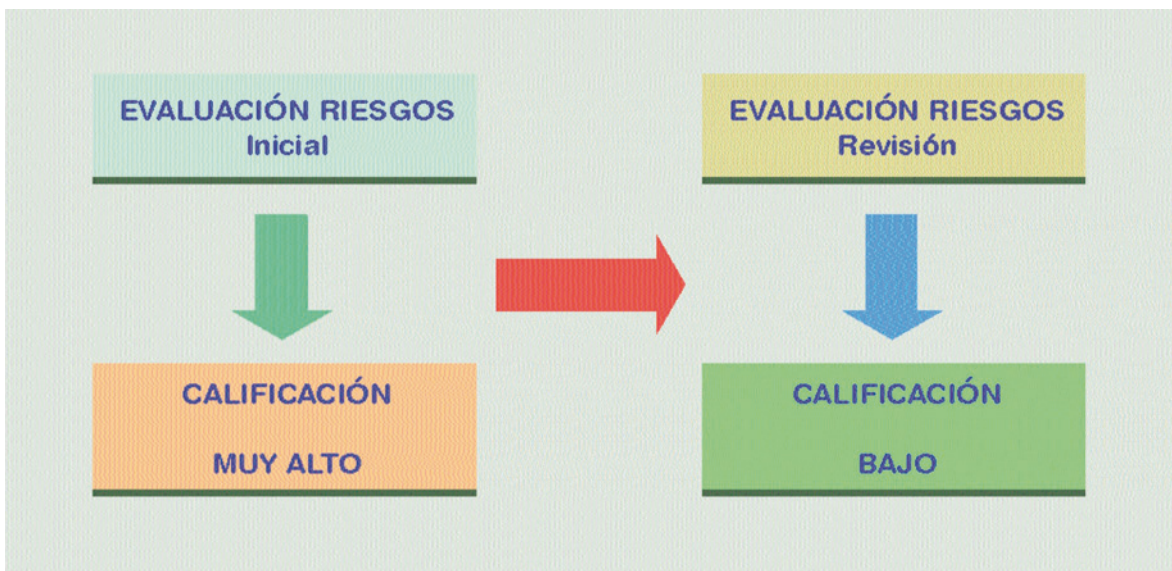 EVALUACIÓN RIESGOS
Inicial
CALIFICACIÓN
MUY ALTO
EVALUACIÓN RIESGOS
Revisión
CALIFICACIÓN
BAJO